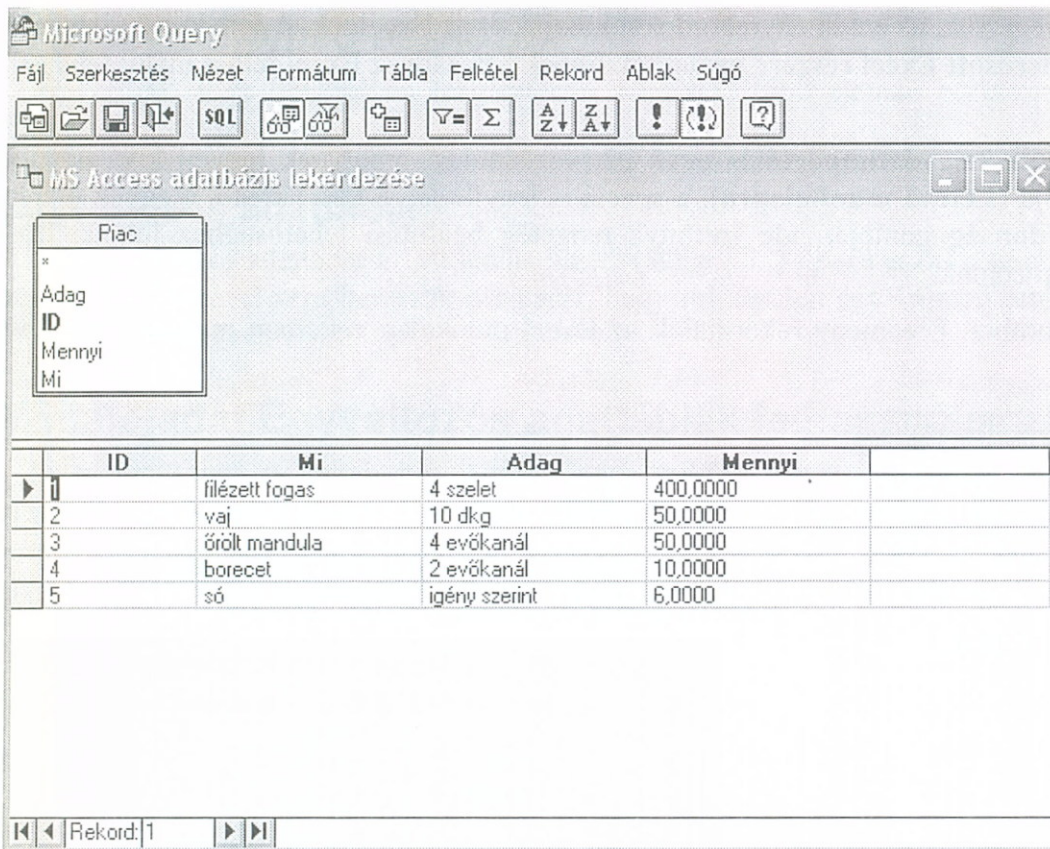 Microsoft Query
Fájl Szerkesztés Nézet Formátum Tábla Feltétel Rekord Ablak Súgó
SQL
MS Access adatbázis lekérdezése
Piac
*
Adag
ID
Mennyi
Mi
ID Mi Adag Mennyi
1 filézett fogas 4 szelet 400,0000
2 vaj 10 dkg 50,0000
3 őrölt mandula 4 evőkanál 50,0000
4 borecet 2 evőkanál 10,0000
5 só igény szerint 6,0000
Rekord: 1